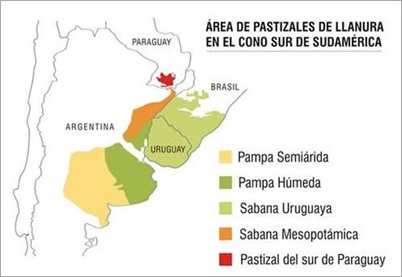 ÁREA DE PASTIZALES DE LLANURA
EN EL CONO SUR DE SUDAMÉRICA
PARAGUAY
BRASIL
ARGENTINA
URUGUAY
Pampa Semiárida
Pampa Húmeda
Sabana Uruguaya
Sabana Mesopotámica
Pastizal del sur de Paraguay